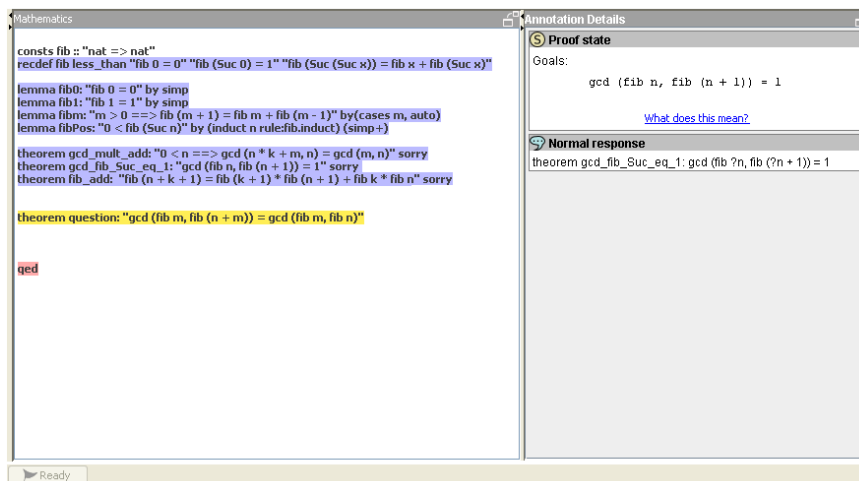 Mathematics
consts fib :: "nat => nat"
recdef fib less_than "fib 0 = 0" "fib (Suc 0) = 1" "fib (Suc (Suc x)) = fib x + fib (Suc x)"
lemma fib0: "fib 0 = 0" by simp
lemma fib1: "fib 1 = 1" by simp
lemma fibm: "m > 0 ==> fib (m + 1) = fib m + fib (m - 1)" by(cases m, auto)
lemma fibPos: "0 < fib (Suc n)" by (induct n rule:fib.induct) (simp+)
theorem gcd_mult_add: "0 < n ==> gcd (n * k + m, n) = gcd (m, n)" sorry
theorem gcd_fib_Suc_eq_1: "gcd (fib n, fib (n + 1)) = 1" sorry
theorem fib_add:  "fib (n + k + 1) = fib (k + 1) * fib (n + 1) + fib k * fib n" sorry
theorem question: "gcd (fib m, fib (n + m)) = gcd (fib m, fib n)"
qed
Ready
Annotation Details
S Proof state
Goals:
gcd (fib n, fib (n + 1)) = 1
What does this mean?
Normal response
theorem gcd_fib_Suc_eq_1: gcd (fib ?n, fib (?n + 1)) = 1